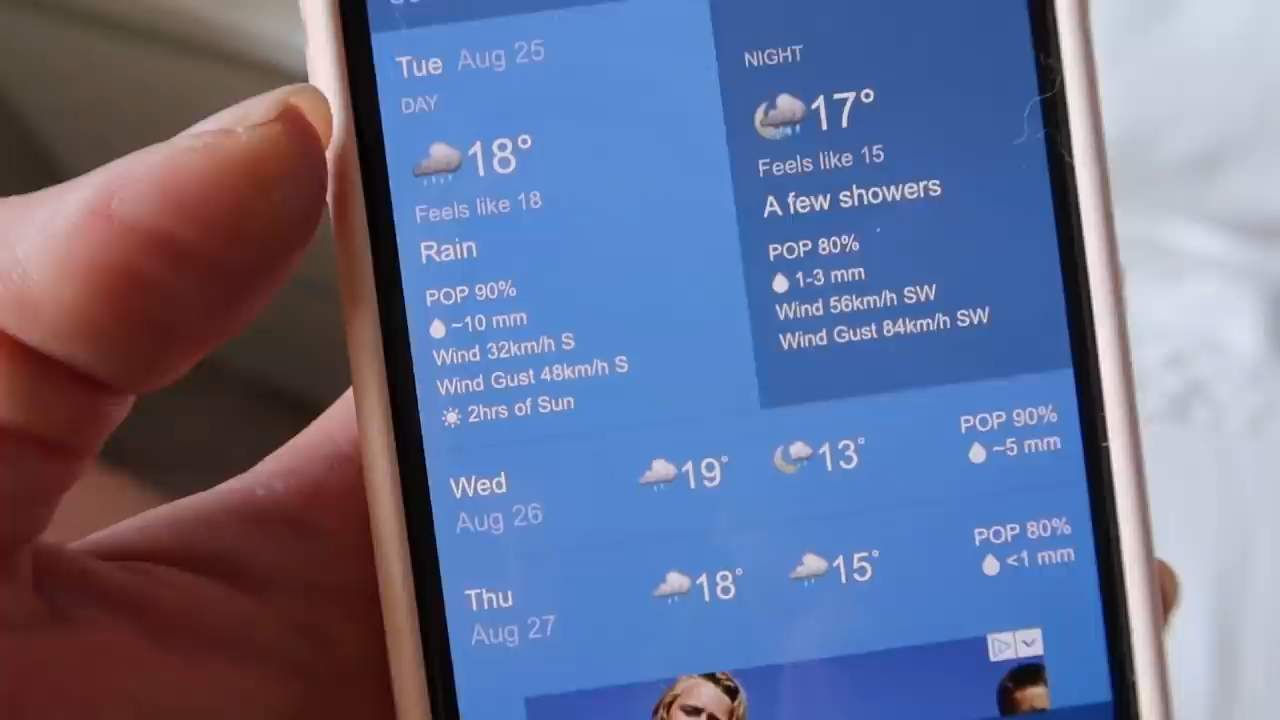 Tue Aug 25
DAY
18°
Feels like 18
Rain
POP 90%
~10 mm
Wind 32km/h S
Wind Gust 48km/h S
2hrs of Sun
NIGHT
17°
Feels like 15
A few showers
POP 80%
1-3 mm
Wind 56km/h SW
Wind Gust 84km/h SW
Wed 19° 13° POP 90%
Aug 26 ~5 mm
Thu 18° 15° POP 80%
Aug 27 <1 mm